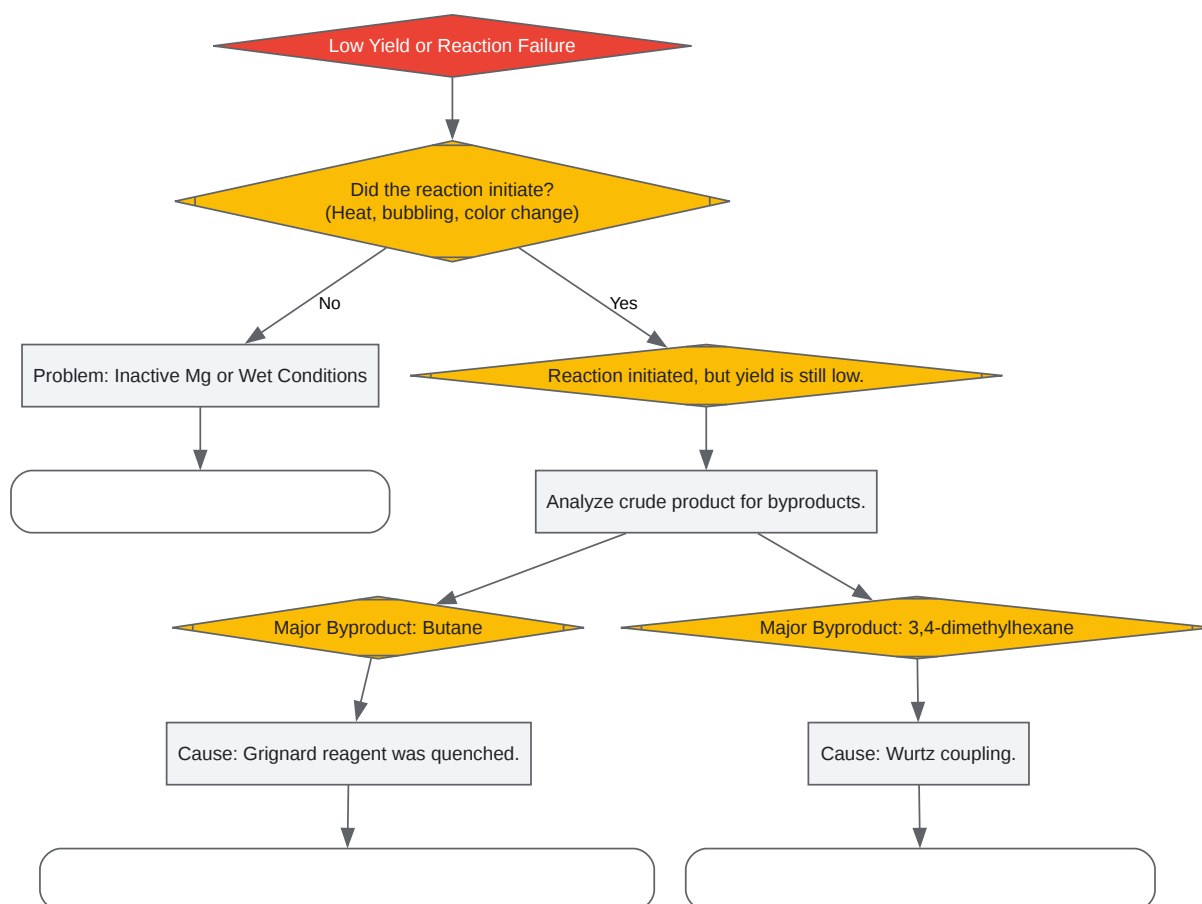 Low Yield or Reaction Failure
Did the reaction initiate?
(Heat, bubbling, color change)
No
Yes
Problem: Inactive Mg or Wet Conditions
Reaction initiated, but yield is still low.
Analyze crude product for byproducts.
Major Byproduct: Butane
Major Byproduct: 3,4-dimethylhexane
Cause: Grignard reagent was quenched.
Cause: Wurtz coupling.